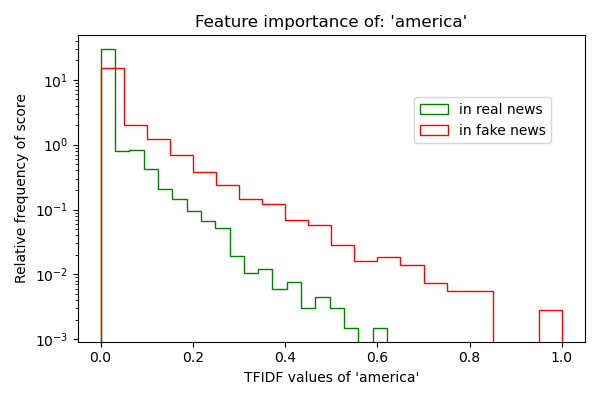 Feature importance of: 'america'
Relative frequency of score
10¹
10⁰
10⁻¹
10⁻²
10⁻³
in real news
in fake news
0.0 0.2 0.4 0.6 0.8 1.0
TFIDF values of 'america'